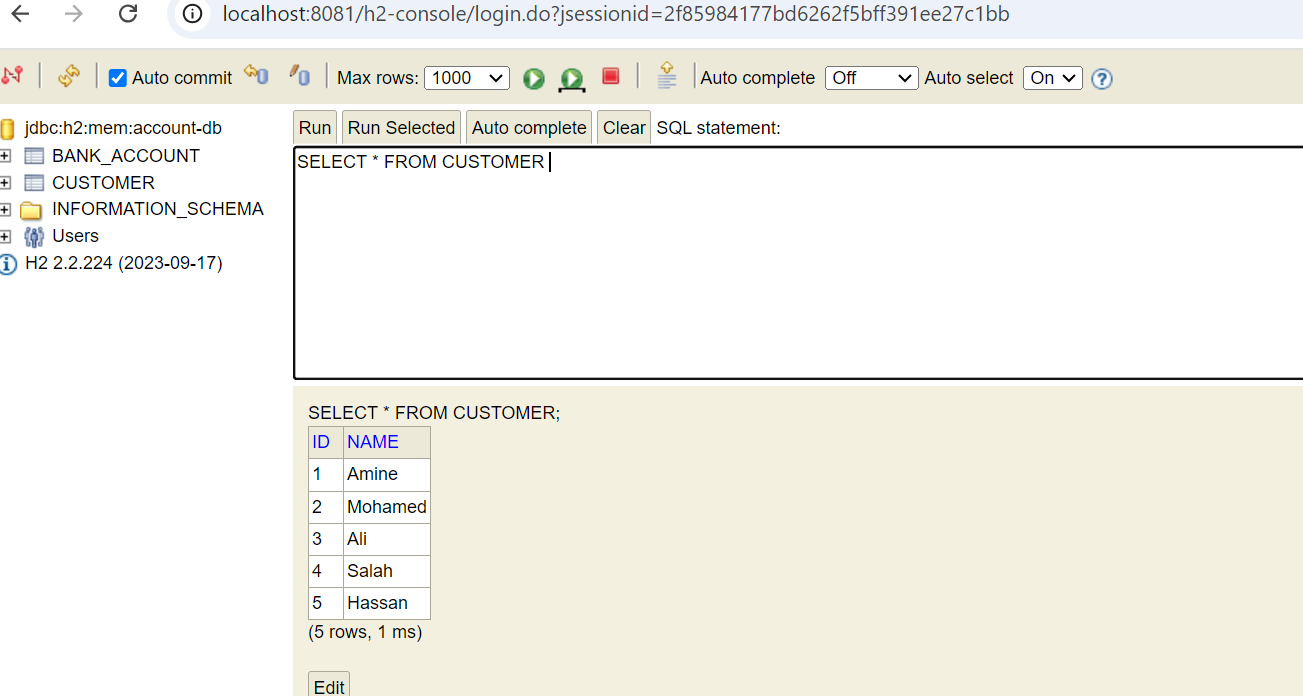 localhost:8081/h2-console/login.do?jsessionid=2f85984177bd6262f5bff391ee27c1bb
Auto commit Max rows: 1000 Auto complete Off Auto select On ?
jdbc:h2:mem:account-db
BANK_ACCOUNT
CUSTOMER
INFORMATION_SCHEMA
Users
H2 2.2.224 (2023-09-17)
Run Run Selected Auto complete Clear SQL statement:
SELECT * FROM CUSTOMER
SELECT * FROM CUSTOMER;
ID NAME
1 Amine
2 Mohamed
3 Ali
4 Salah
5 Hassan
(5 rows, 1 ms)
Edit